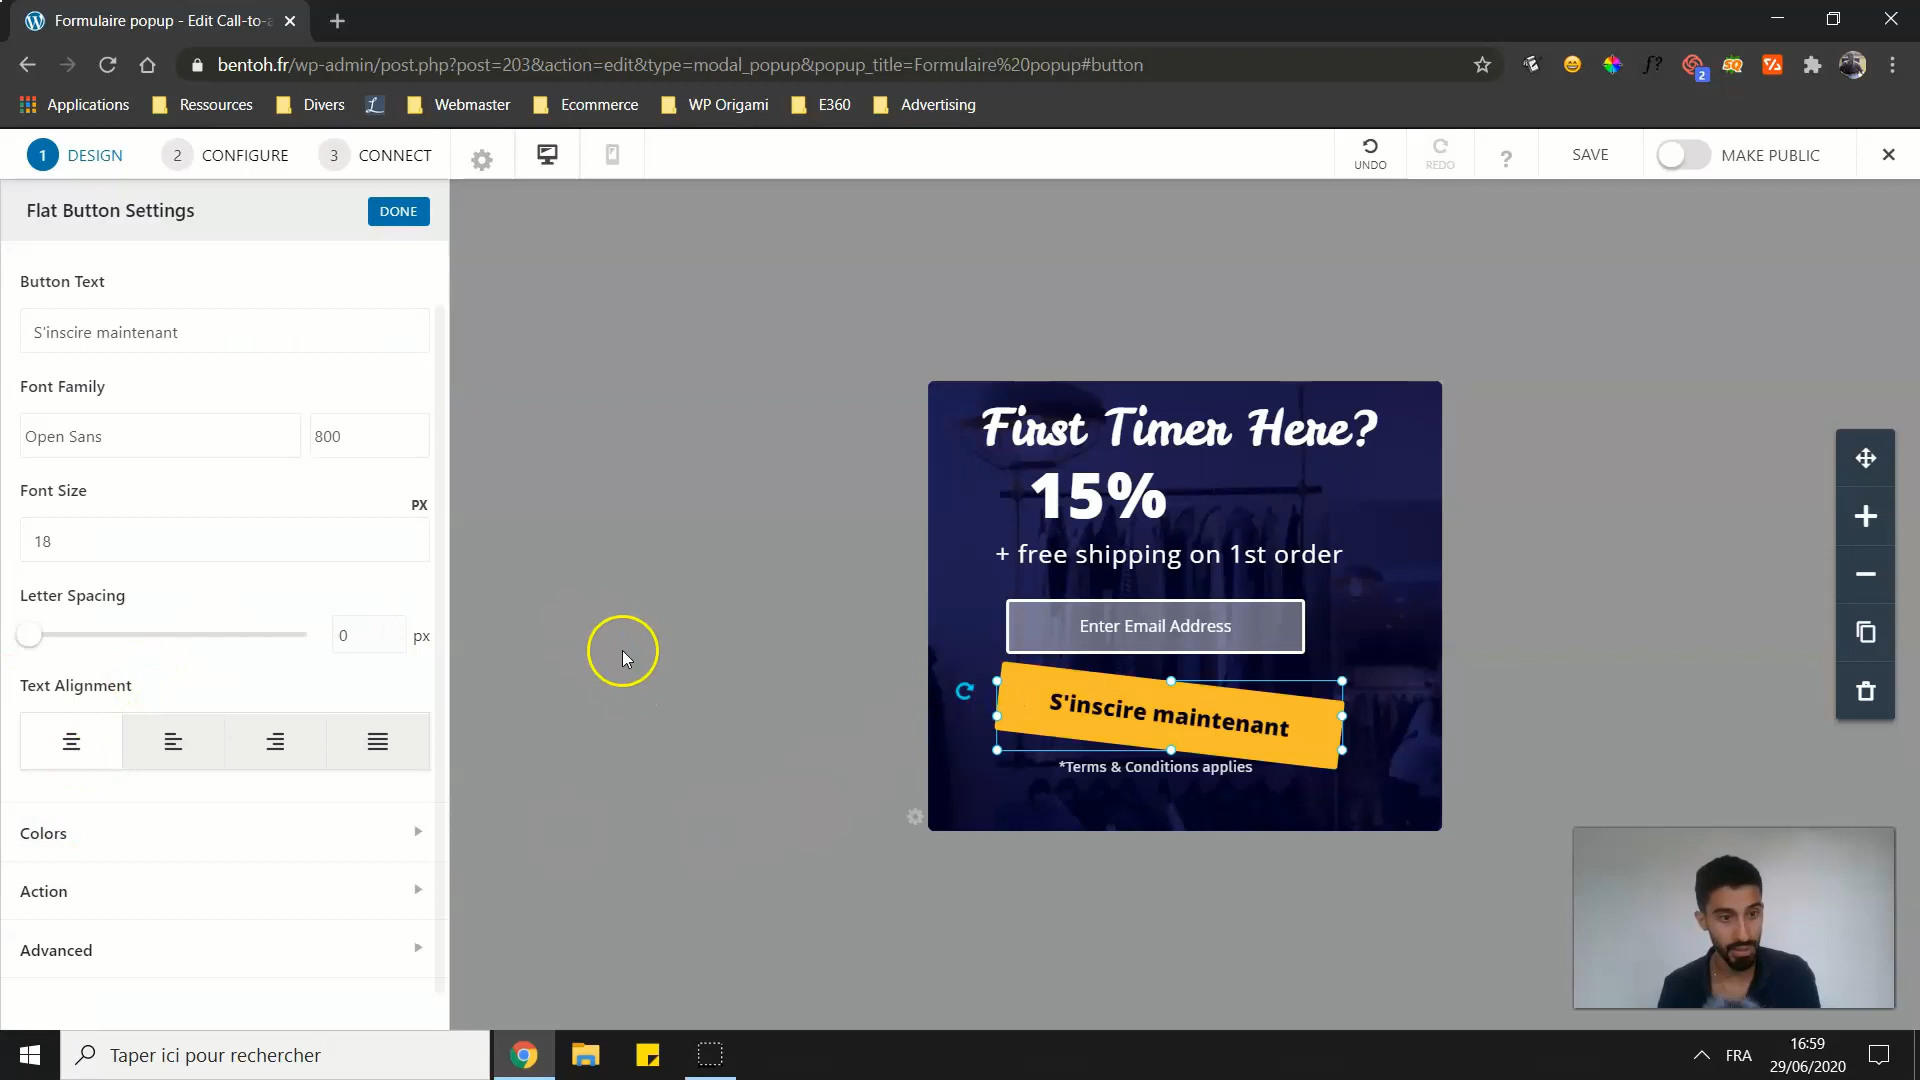 Formulaire popup - Edit Call-to-a
bentoh.fr/wp-admin/post.php?post=203&action=edit&type=modal_popup&popup_title=Formulaire%20popup#button
f?
2
Applications
Ressources
Divers
L
Webmaster
Ecommerce
WP Origami
E360
Advertising
1 DESIGN
2 CONFIGURE
3 CONNECT
UNDO
REDO
?
SAVE
MAKE PUBLIC
Flat Button Settings
DONE
Button Text
S'inscire maintenant
Font Family
Open Sans
800
Font Size
PX
18
Letter Spacing
0
px
Text Alignment
Colors
Action
Advanced
First Timer Here?
15%
+ free shipping on 1st order
Enter Email Address
S'inscire maintenant
*Terms & Conditions applies
Taper ici pour rechercher
FRA
16:59
29/06/2020